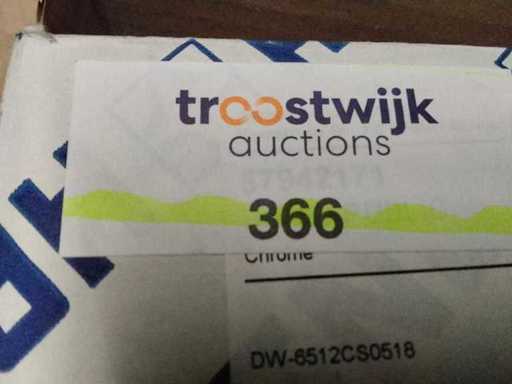 troostwijk
auctions
366
Chrome
DW-6512CS0518